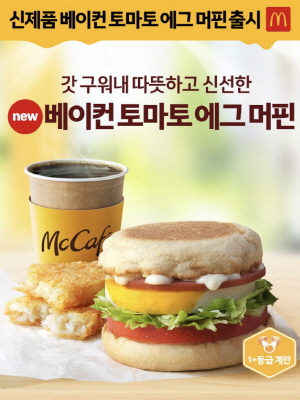 신제품 베이컨 토마토 에그 머핀 출시
갓 구워내 따뜻하고 신선한
new 베이컨 토마토 에그 머핀
McCafé
1+등급 계란